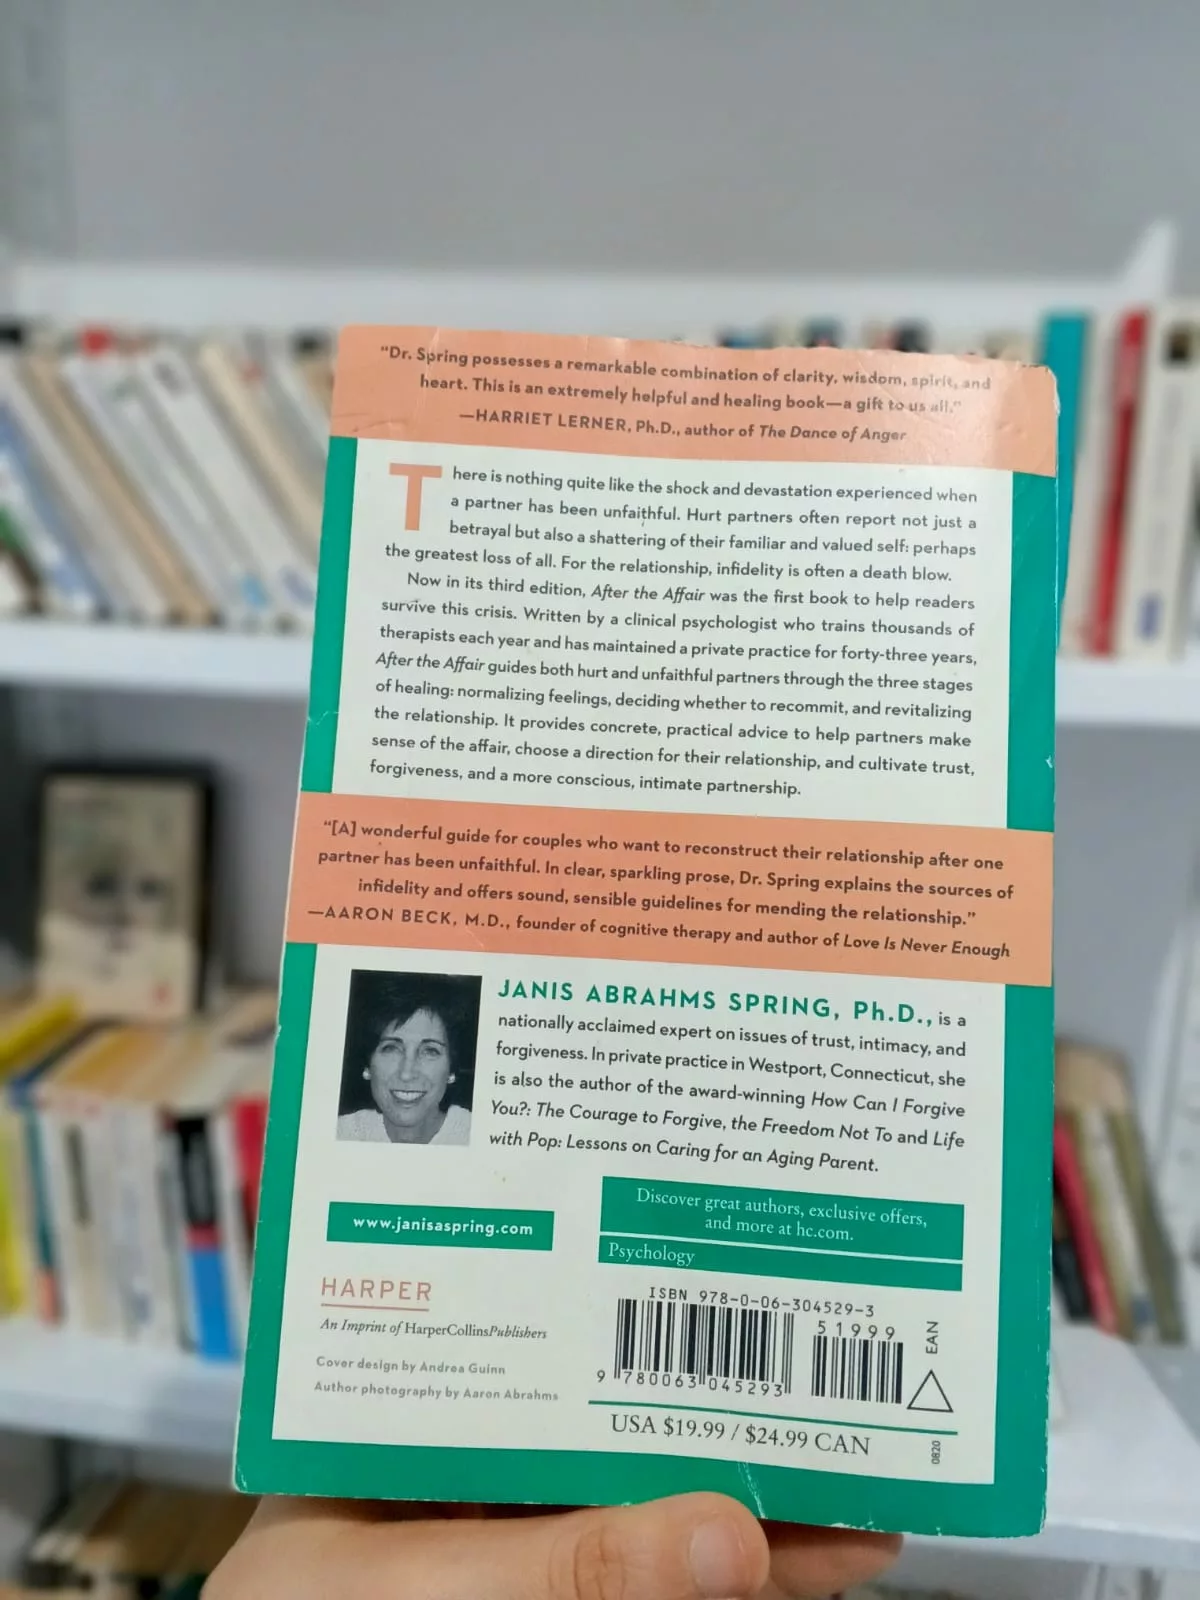 “Dr. Spring possesses a remarkable combination of clarity, wisdom, spirit, and
heart. This is an extremely helpful and healing book—a gift to us all.”
—HARRIET LERNER, Ph.D., author of The Dance of Anger
There is nothing quite like the shock and devastation experienced when
a partner has been unfaithful. Hurt partners often report not just a
betrayal but also a shattering of their familiar and valued self: perhaps
the greatest loss of all. For the relationship, infidelity is often a death blow.
Now in its third edition, After the Affair was the first book to help readers
survive this crisis. Written by a clinical psychologist who trains thousands of
therapists each year and has maintained a private practice for forty-three years,
After the Affair guides both hurt and unfaithful partners through the three stages
of healing: normalizing feelings, deciding whether to recommit, and revitalizing
the relationship. It provides concrete, practical advice to help partners make
sense of the affair, choose a direction for their relationship, and cultivate trust,
forgiveness, and a more conscious, intimate partnership.
“[A] wonderful guide for couples who want to reconstruct their relationship after one
partner has been unfaithful. In clear, sparkling prose, Dr. Spring explains the sources of
infidelity and offers sound, sensible guidelines for mending the relationship.”
—AARON BECK, M.D., founder of cognitive therapy and author of Love Is Never Enough
JANIS ABRAHMS SPRING, Ph.D., is a
nationally acclaimed expert on issues of trust, intimacy, and
forgiveness. In private practice in Westport, Connecticut, she
is also the author of the award-winning How Can I Forgive
You?: The Courage to Forgive, the Freedom Not To and Life
with Pop: Lessons on Caring for an Aging Parent.
www.janisaspring.com
Discover great authors, exclusive offers,
and more at hc.com.
Psychology
HARPER
An Imprint of HarperCollinsPublishers
Cover design by Andrea Guinn
Author photography by Aaron Abrahms
ISBN 978-0-06-304529-3
51999
EAN
9 780063 045293
USA $19.99 / $24.99 CAN
0820